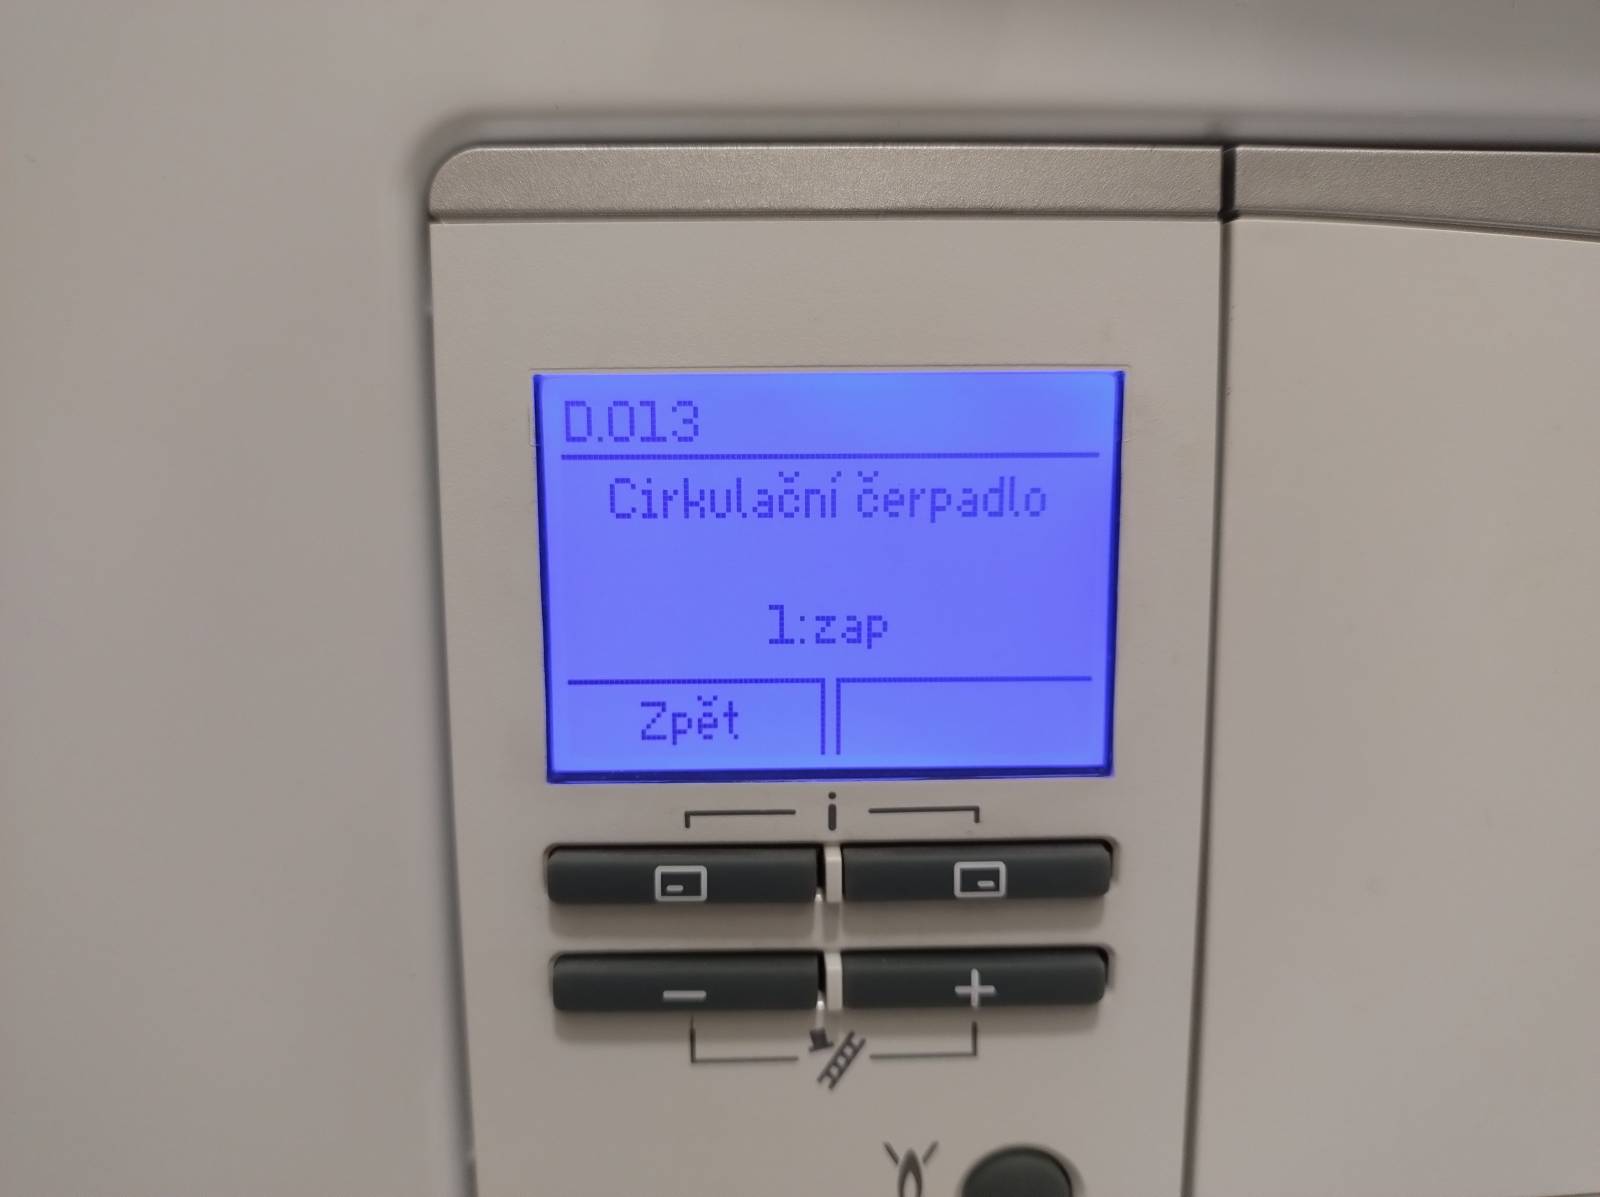 D.013
Cirkulační čerpadlo
1:zap
Zpět
i
−
+